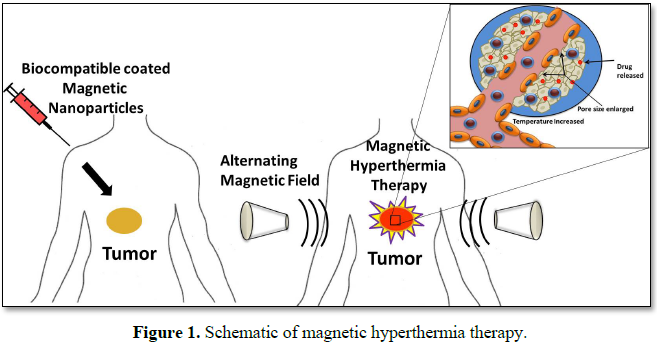 Biocompatible coated
Magnetic
Nanoparticles
Tumor
Alternating
Magnetic Field
Magnetic
Hyperthermia
Therapy
Tumor
Drug
released
Pore size enlarged
Temperature Increased
Figure 1. Schematic of magnetic hyperthermia therapy.